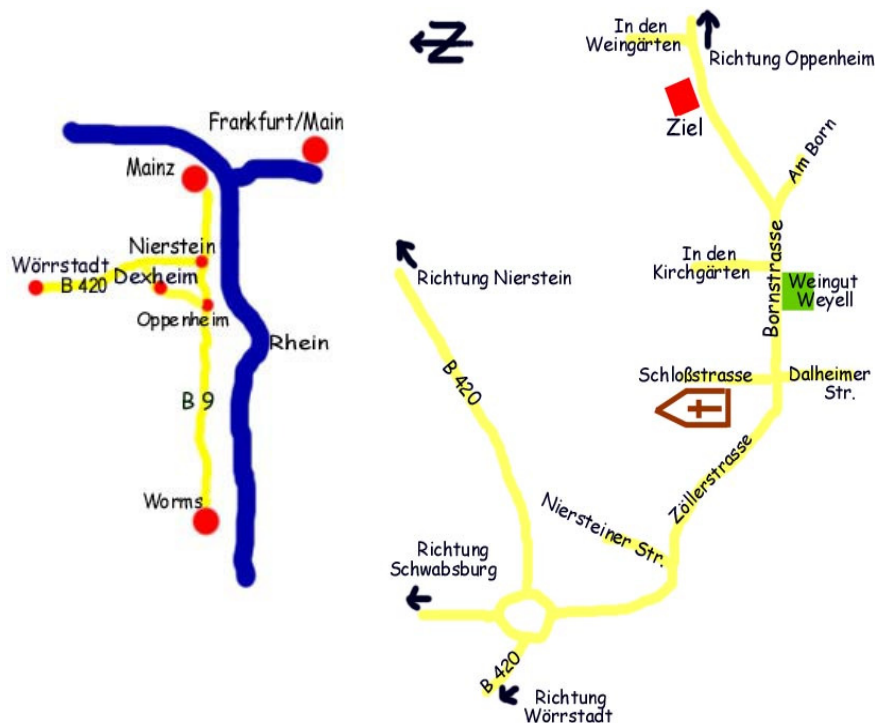 Frankfurt/Main
Mainz
Nierstein
Wörrstadt
B 420
Dexheim
Oppenheim
Rhein
B 9
Worms
N
In den
Weingärten
Richtung Oppenheim
Ziel
Am Born
In den
Kirchgärten
Bornstrasse
Weingut
Weyell
Richtung Nierstein
B 420
Schloßstrasse
Dalheimer
Str.
Zöllerstrasse
Niersteiner Str.
Richtung
Schwabsburg
B 420
Richtung
Wörrstadt